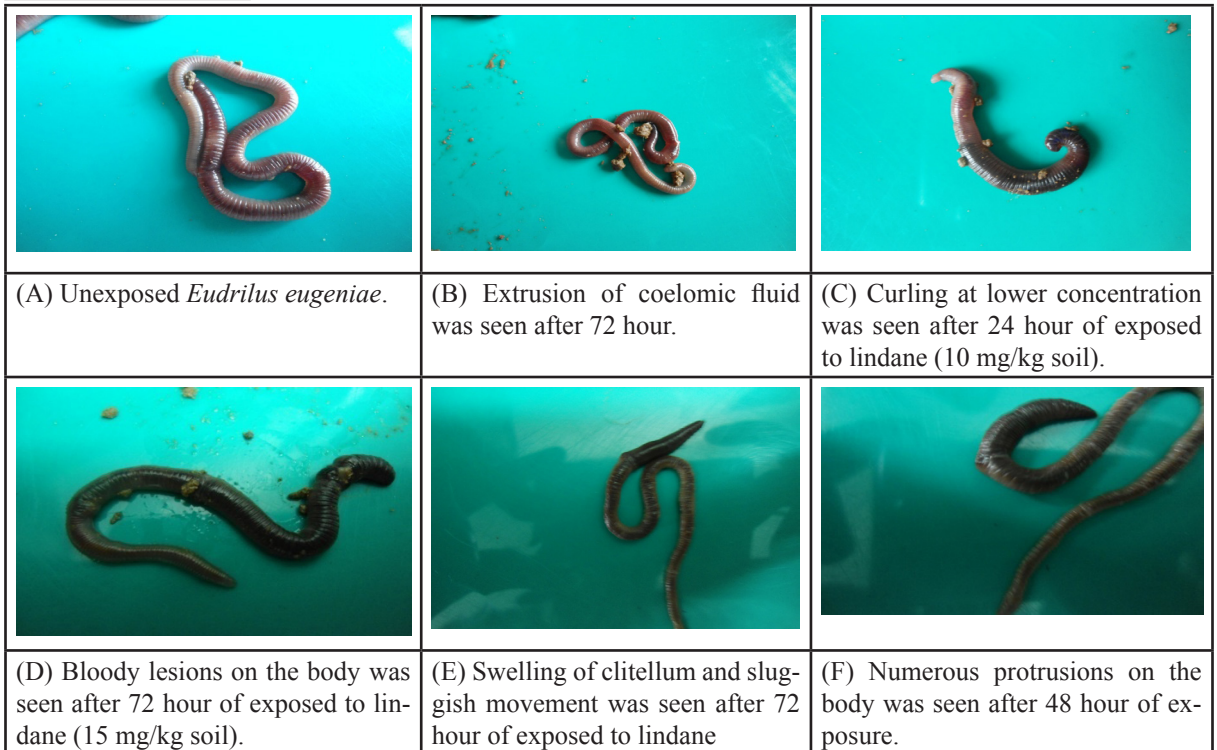 (A) Unexposed Eudrilus eugeniae.
(B) Extrusion of coelomic fluid
was seen after 72 hour.
(C) Curling at lower concentration
was seen after 24 hour of exposed
to lindane (10 mg/kg soil).
(D) Bloody lesions on the body was
seen after 72 hour of exposed to lin-
dane (15 mg/kg soil).
(E) Swelling of clitellum and slug-
gish movement was seen after 72
hour of exposed to lindane
(F) Numerous protrusions on the
body was seen after 48 hour of ex-
posure.